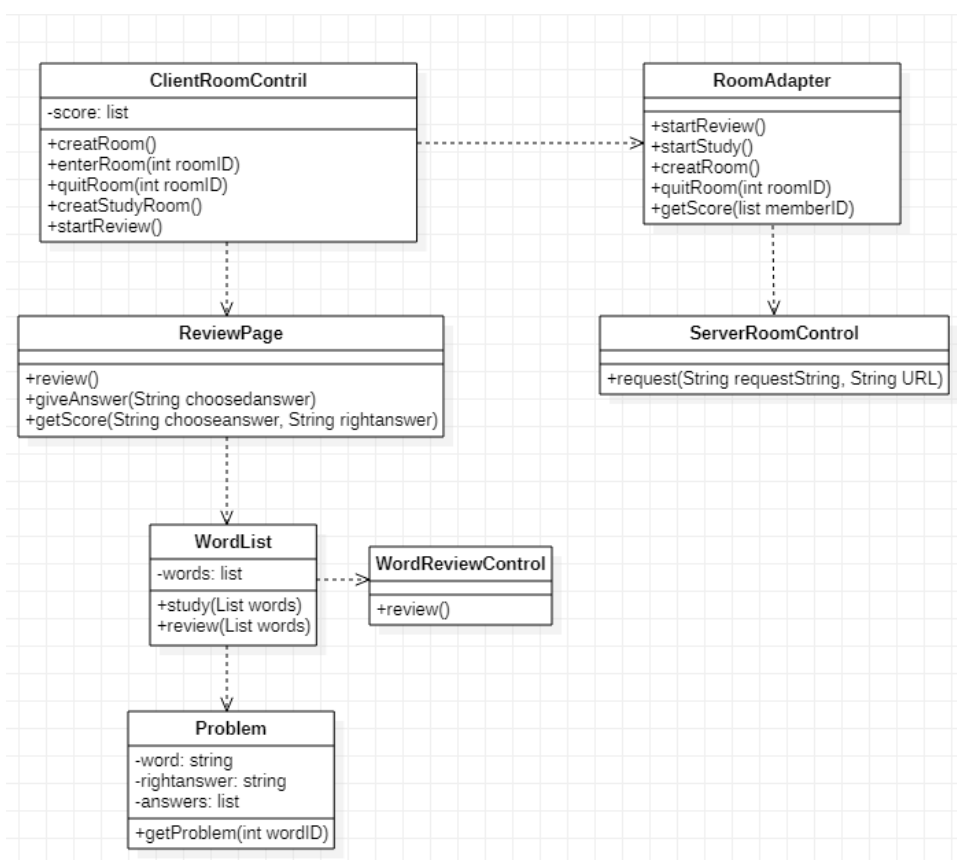 ClientRoomContril
-score: list
+creatRoom()
+enterRoom(int roomID)
+quitRoom(int roomID)
+creatStudyRoom()
+startReview()
RoomAdapter
+startReview()
+startStudy()
+creatRoom()
+quitRoom(int roomID)
+getScore(list memberID)
ReviewPage
+review()
+giveAnswer(String choosedanswer)
+getScore(String chooseanswer, String rightanswer)
ServerRoomControl
+request(String requestString, String URL)
WordList
-words: list
+study(List words)
+review(List words)
WordReviewControl
+review()
Problem
-word: string
-rightanswer: string
-answers: list
+getProblem(int wordID)